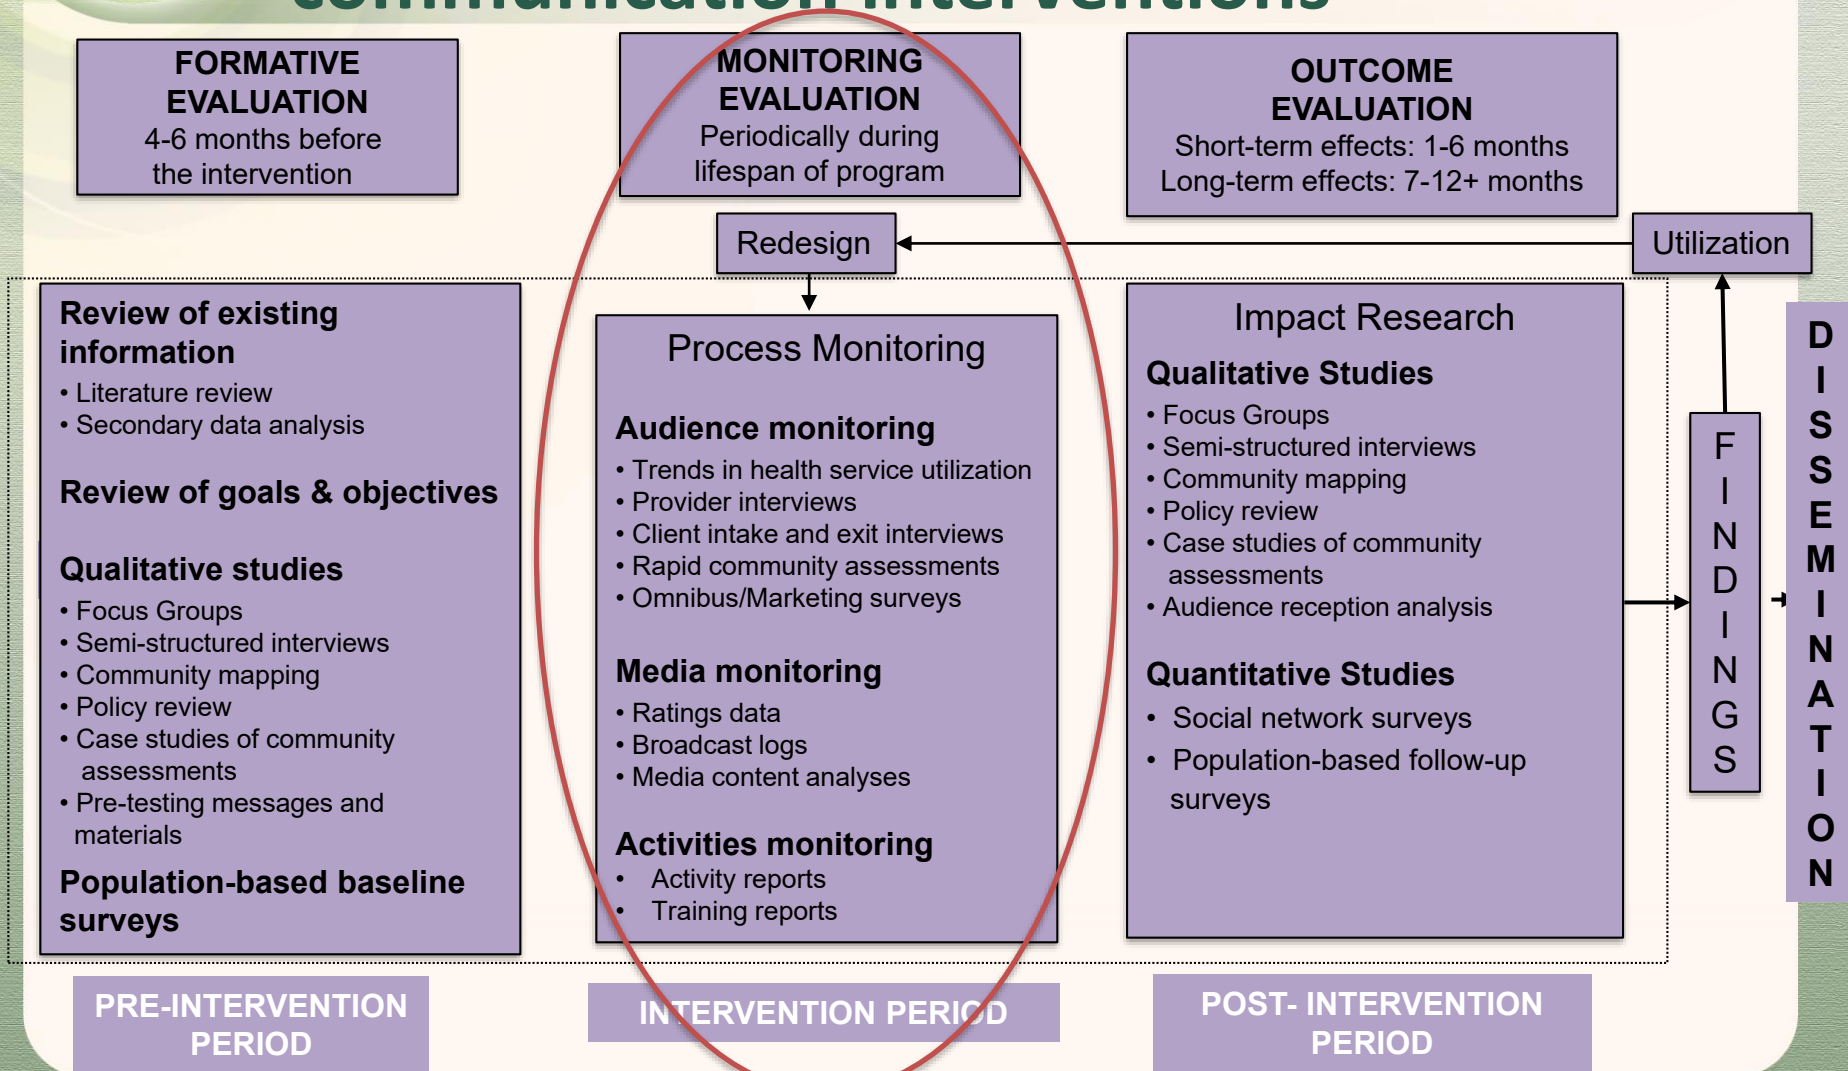 communication interventions
FORMATIVE
EVALUATION
4-6 months before
the intervention
MONITORING
EVALUATION
Periodically during
lifespan of program
OUTCOME
EVALUATION
Short-term effects: 1-6 months
Long-term effects: 7-12+ months
Redesign
Utilization
Review of existing
information
• Literature review
• Secondary data analysis
Review of goals & objectives
Qualitative studies
• Focus Groups
• Semi-structured interviews
• Community mapping
• Policy review
• Case studies of community
assessments
• Pre-testing messages and
materials
Population-based baseline
surveys
Process Monitoring
Audience monitoring
• Trends in health service utilization
• Provider interviews
• Client intake and exit interviews
• Rapid community assessments
• Omnibus/Marketing surveys
Media monitoring
• Ratings data
• Broadcast logs
• Media content analyses
Activities monitoring
• Activity reports
• Training reports
Impact Research
Qualitative Studies
• Focus Groups
• Semi-structured interviews
• Community mapping
• Policy review
• Case studies of community
assessments
• Audience reception analysis
Quantitative Studies
• Social network surveys
• Population-based follow-up
surveys
FINDINGS
DISSEMINATION
PRE-INTERVENTION
PERIOD
INTERVENTION PERIOD
POST- INTERVENTION
PERIOD